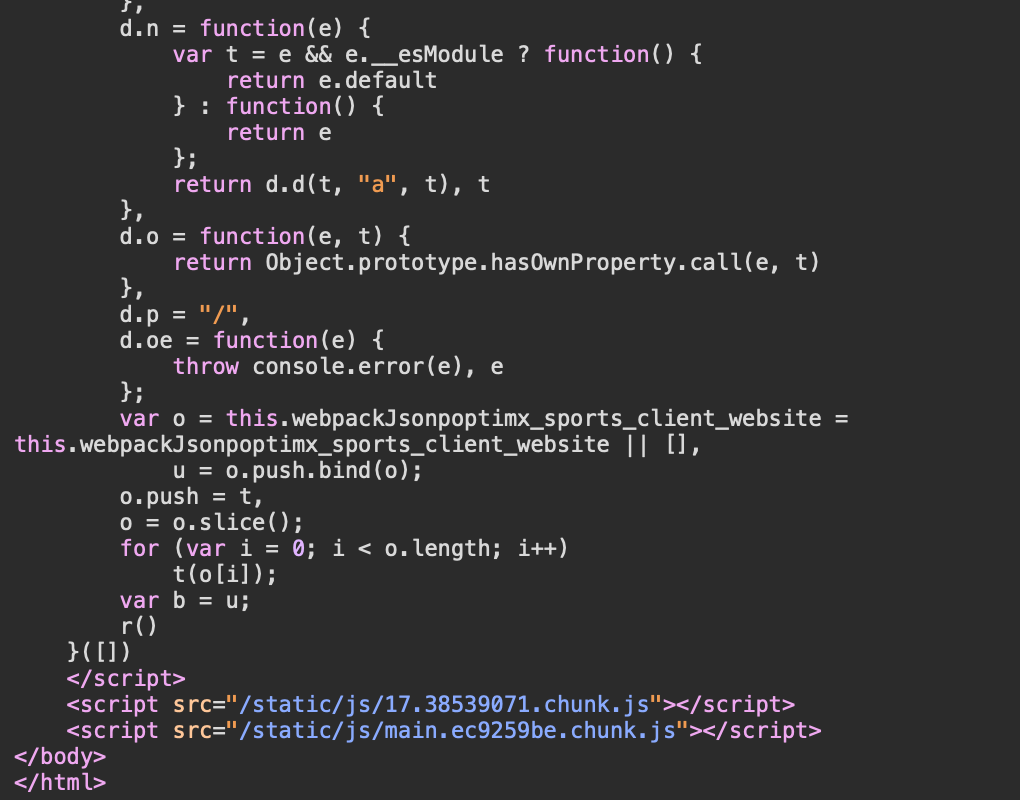 },
d.n = function(e) {
var t = e && e.__esModule ? function() {
return e.default
} : function() {
return e
};
return d.d(t, "a", t), t
},
d.o = function(e, t) {
return Object.prototype.hasOwnProperty.call(e, t)
},
d.p = "/",
d.oe = function(e) {
throw console.error(e), e
};
var o = this.webpackJsonpoptimx_sports_client_website =
this.webpackJsonpoptimx_sports_client_website || [],
u = o.push.bind(o);
o.push = t,
o = o.slice();
for (var i = 0; i < o.length; i++)
t(o[i]);
var b = u;
r()
}([])
</script>
<script src="/static/js/17.38539071.chunk.js"></script>
<script src="/static/js/main.ec9259be.chunk.js"></script>
</body>
</html>